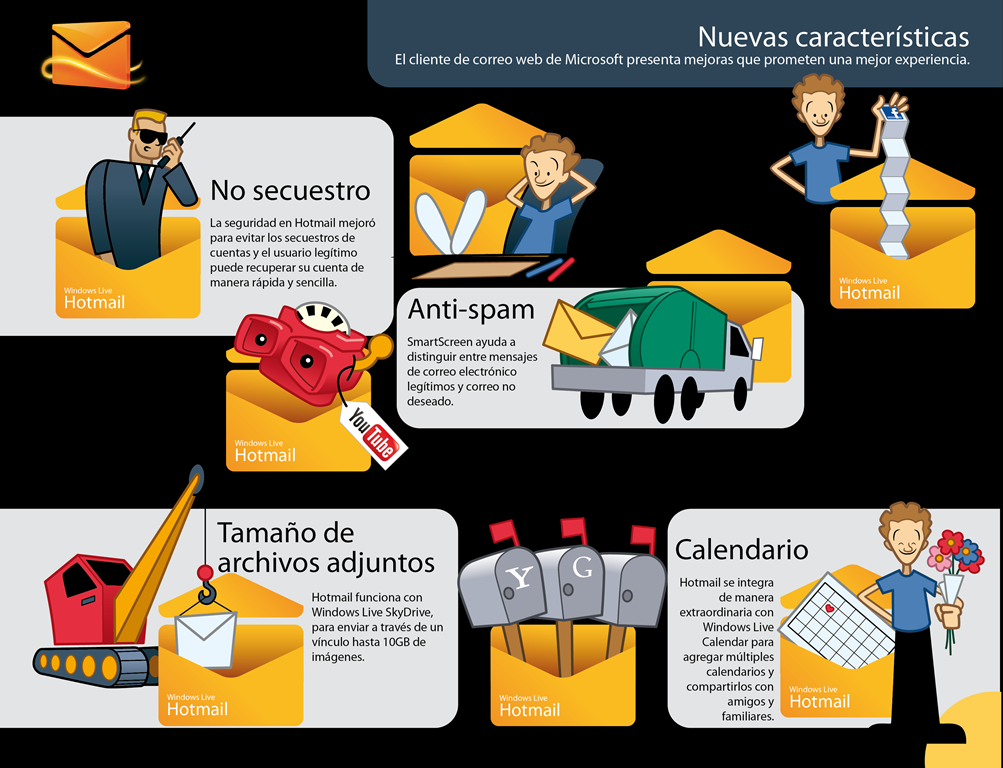 Nuevas características
El cliente de correo web de Microsoft presenta mejoras que prometen una mejor experiencia.
No secuestro
La seguridad en Hotmail mejoró
para evitar los secuestros de
cuentas y el usuario legítimo
puede recuperar su cuenta de
manera rápida y sencilla.
Windows Live
Hotmail
f
Windows Live
Hotmail
Anti-spam
SmartScreen ayuda a
distinguir entre mensajes
de correo electrónico
legítimos y correo no
deseado.
Windows Live
Hotmail
YouTube
Tamaño de
archivos adjuntos
Hotmail funciona con
Windows Live SkyDrive,
para enviar a través de un
vínculo hasta 10GB de
imágenes.
Windows Live
Hotmail
Y
G
Windows Live
Hotmail
Calendario
Hotmail se integra
de manera
extraordinaria con
Windows Live
Calendar para
agregar múltiples
calendarios y
compartirlos con
amigos y
familiares.
Windows Live
Hotmail